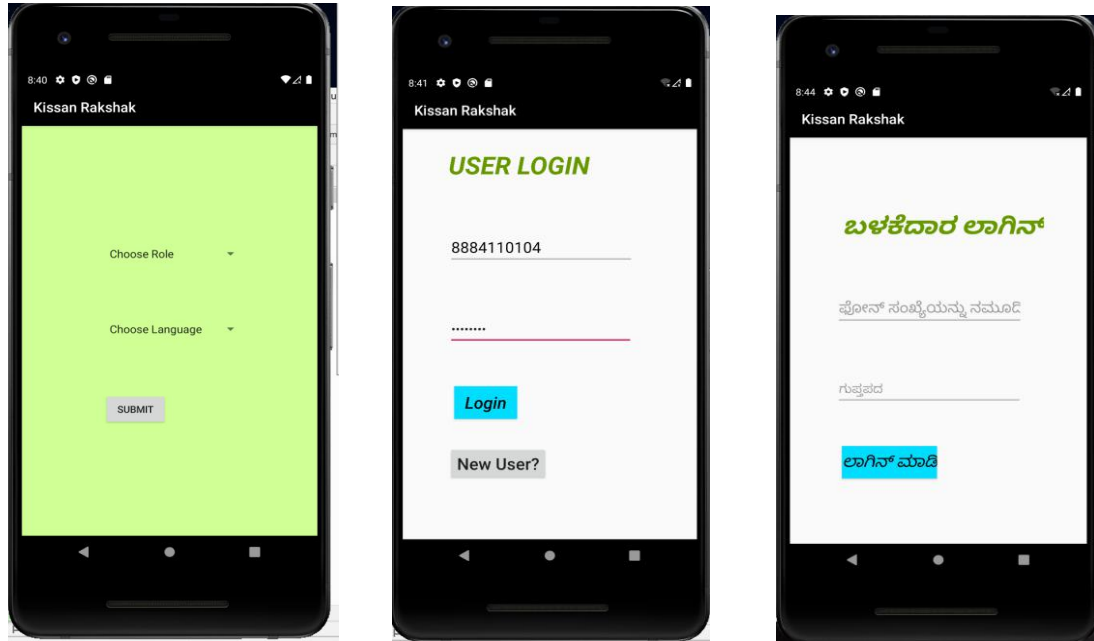 8:40
Kissan Rakshak
Choose Role
Choose Language
SUBMIT
8:41
Kissan Rakshak
USER LOGIN
8884110104
........
Login
New User?
8:44
Kissan Rakshak
ಬಳಕೆದಾರ ಲಾಗಿನ್
ಫೋನ್ ಸಂಖ್ಯೆಯನ್ನು ನಮೂದಿ
ಗುಪ್ತಪದ
ಲಾಗಿನ್ ಮಾಡಿ